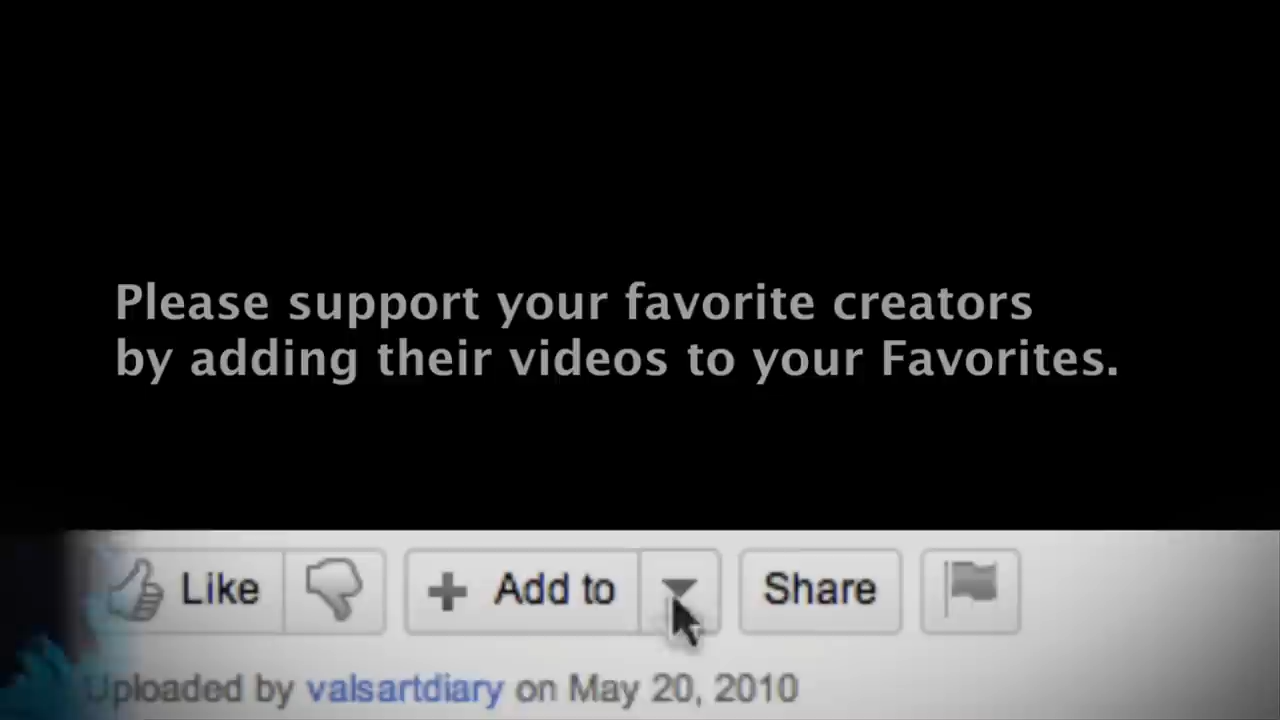 Please support your favorite creators
by adding their videos to your Favorites.
Like
Add to
Share
Uploaded by valsartdiary on May 20, 2010